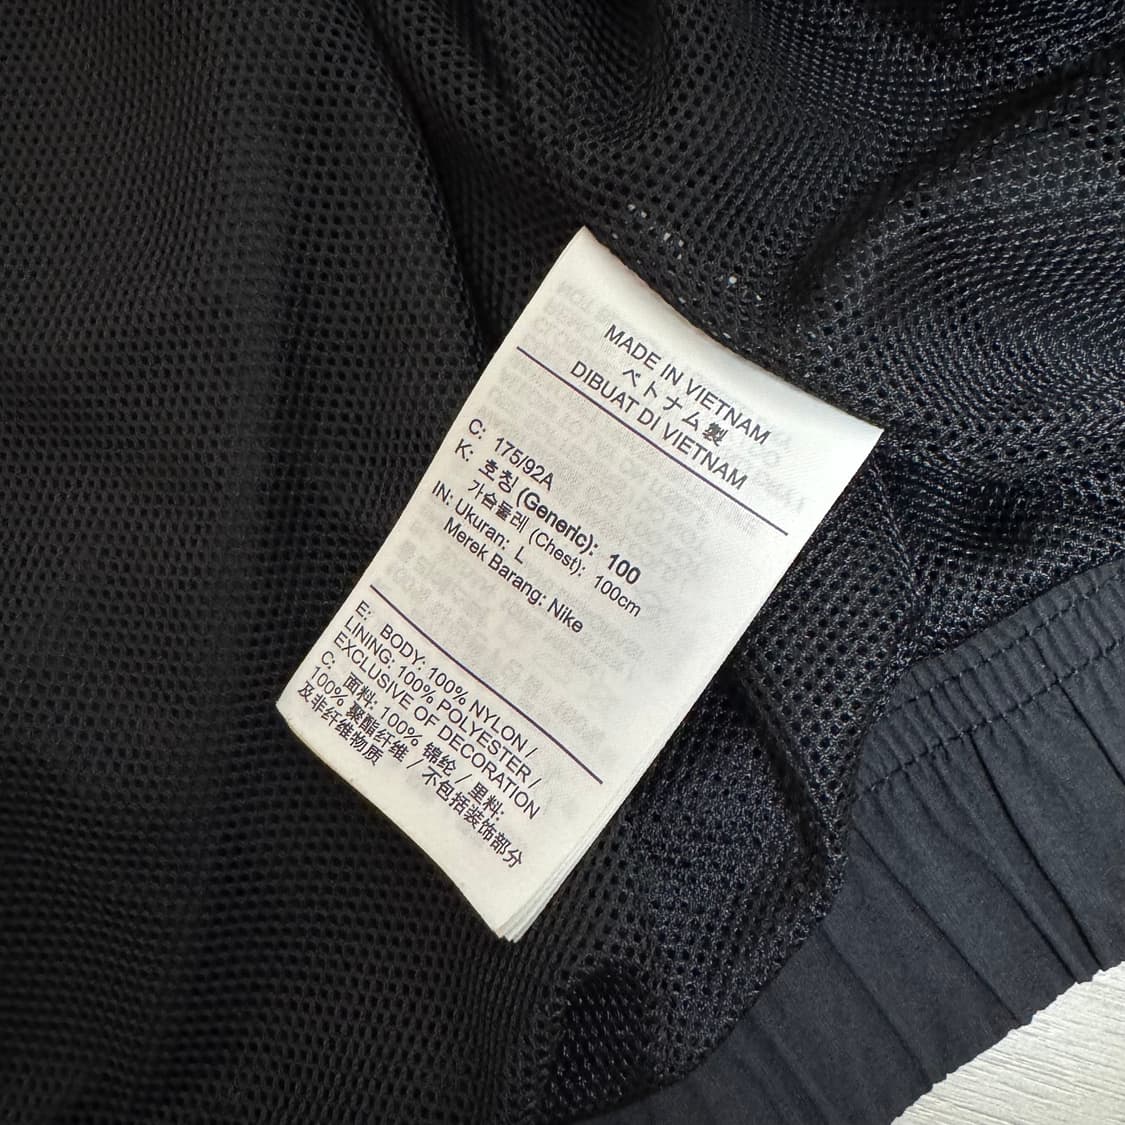 MADE IN VIETNAM
ベトナム製
DIBUAT DI VIETNAM
C: 175/92A
K: 호칭 (Generic): 100
가슴둘레 (Chest): 100cm
IN: Ukuran: L
Merek Barang: Nike
E: BODY: 100% NYLON /
LINING: 100% POLYESTER /
EXCLUSIVE OF DECORATION
C: 面料: 100% 锦纶 / 里料:
100% 聚酯纤维 / 不包括装饰部分
及非纤维物质